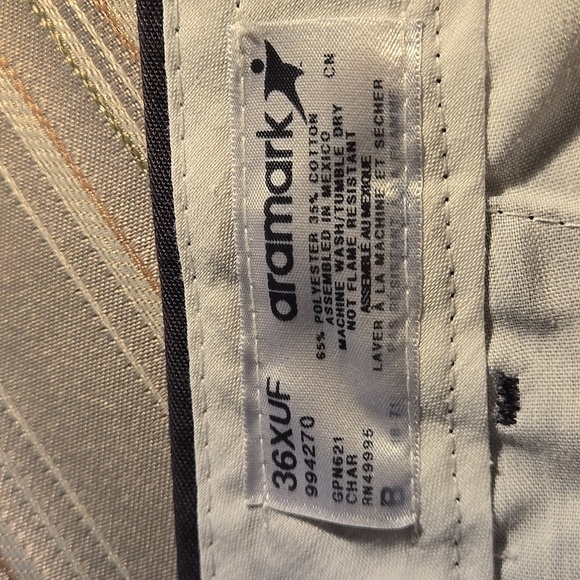 aramark
CN
65% POLYESTER 35% COTTON
ASSEMBLED IN MEXICO
MACHINE WASH/TUMBLE DRY
NOT FLAME RESISTANT
ASSEMBLE AU MEXIQUE
LAVER À LA MACHINE ET SECHER
36XUF
994270
GPN621
CHAR
RN49995
B